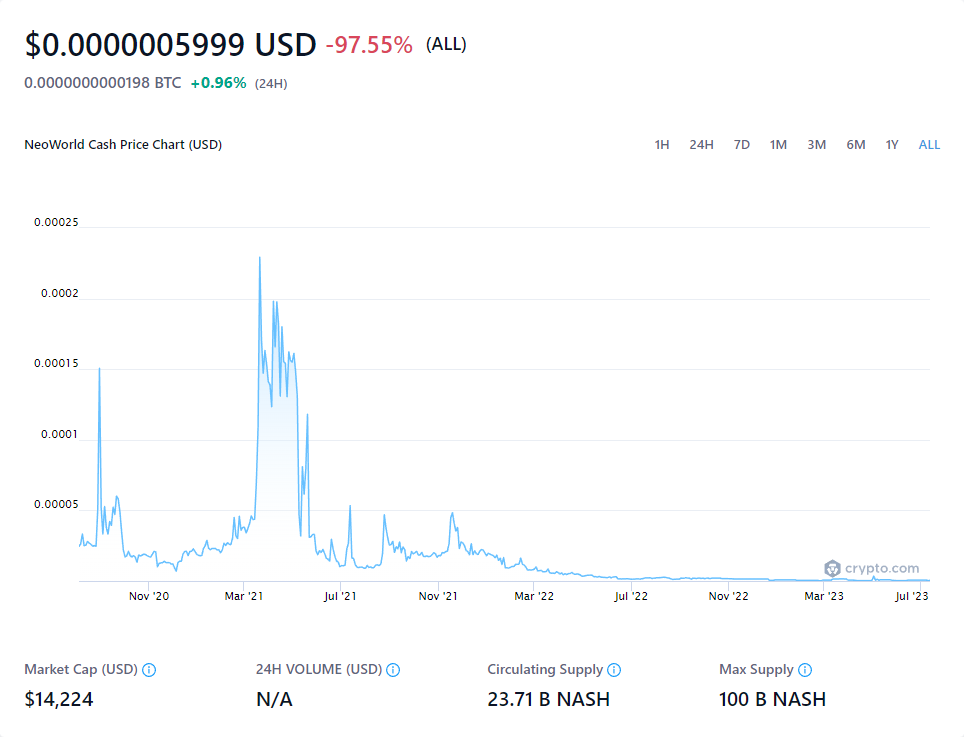 $0.0000005999 USD -97.55% (ALL)
0.0000000000198 BTC +0.96% (24H)
NeoWorld Cash Price Chart (USD) 1H 24H 7D 1M 3M 6M 1Y ALL
0.00025
0.0002
0.00015
0.0001
0.00005
crypto.com
Nov '20 Mar '21 Jul '21 Nov '21 Mar '22 Jul '22 Nov '22 Mar '23 Jul '23
Market Cap (USD) 24H VOLUME (USD) Circulating Supply Max Supply
$14,224 N/A 23.71 B NASH 100 B NASH